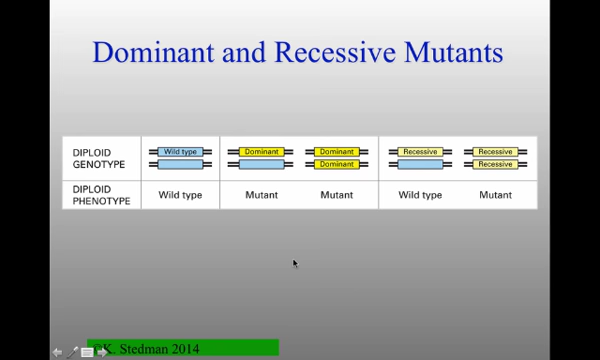 Dominant and Recessive Mutants
DIPLOID GENOTYPE
Wild type
Dominant
Dominant
Dominant
Recessive
Recessive
Recessive
DIPLOID PHENOTYPE
Wild type
Mutant
Mutant
Wild type
Mutant
©K. Stedman 2014